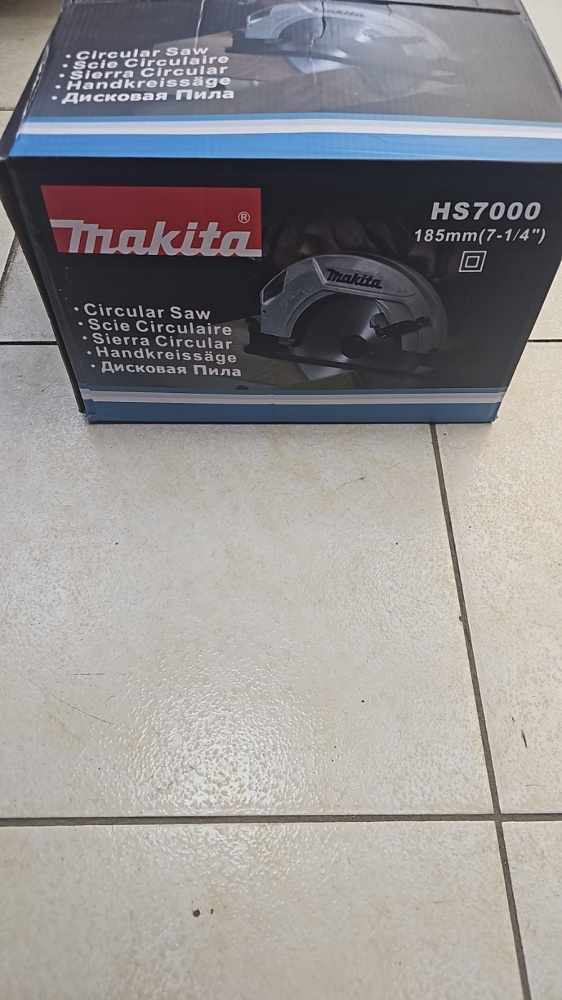 • Circular Saw
• Scie Circulaire
• Sierra Circular
• Handkreissäge
• Дисковая Пила
makita®
HS7000
185mm(7-1/4")
makita
• Circular Saw
• Scie Circulaire
• Sierra Circular
• Handkreissäge
• Дисковая Пила